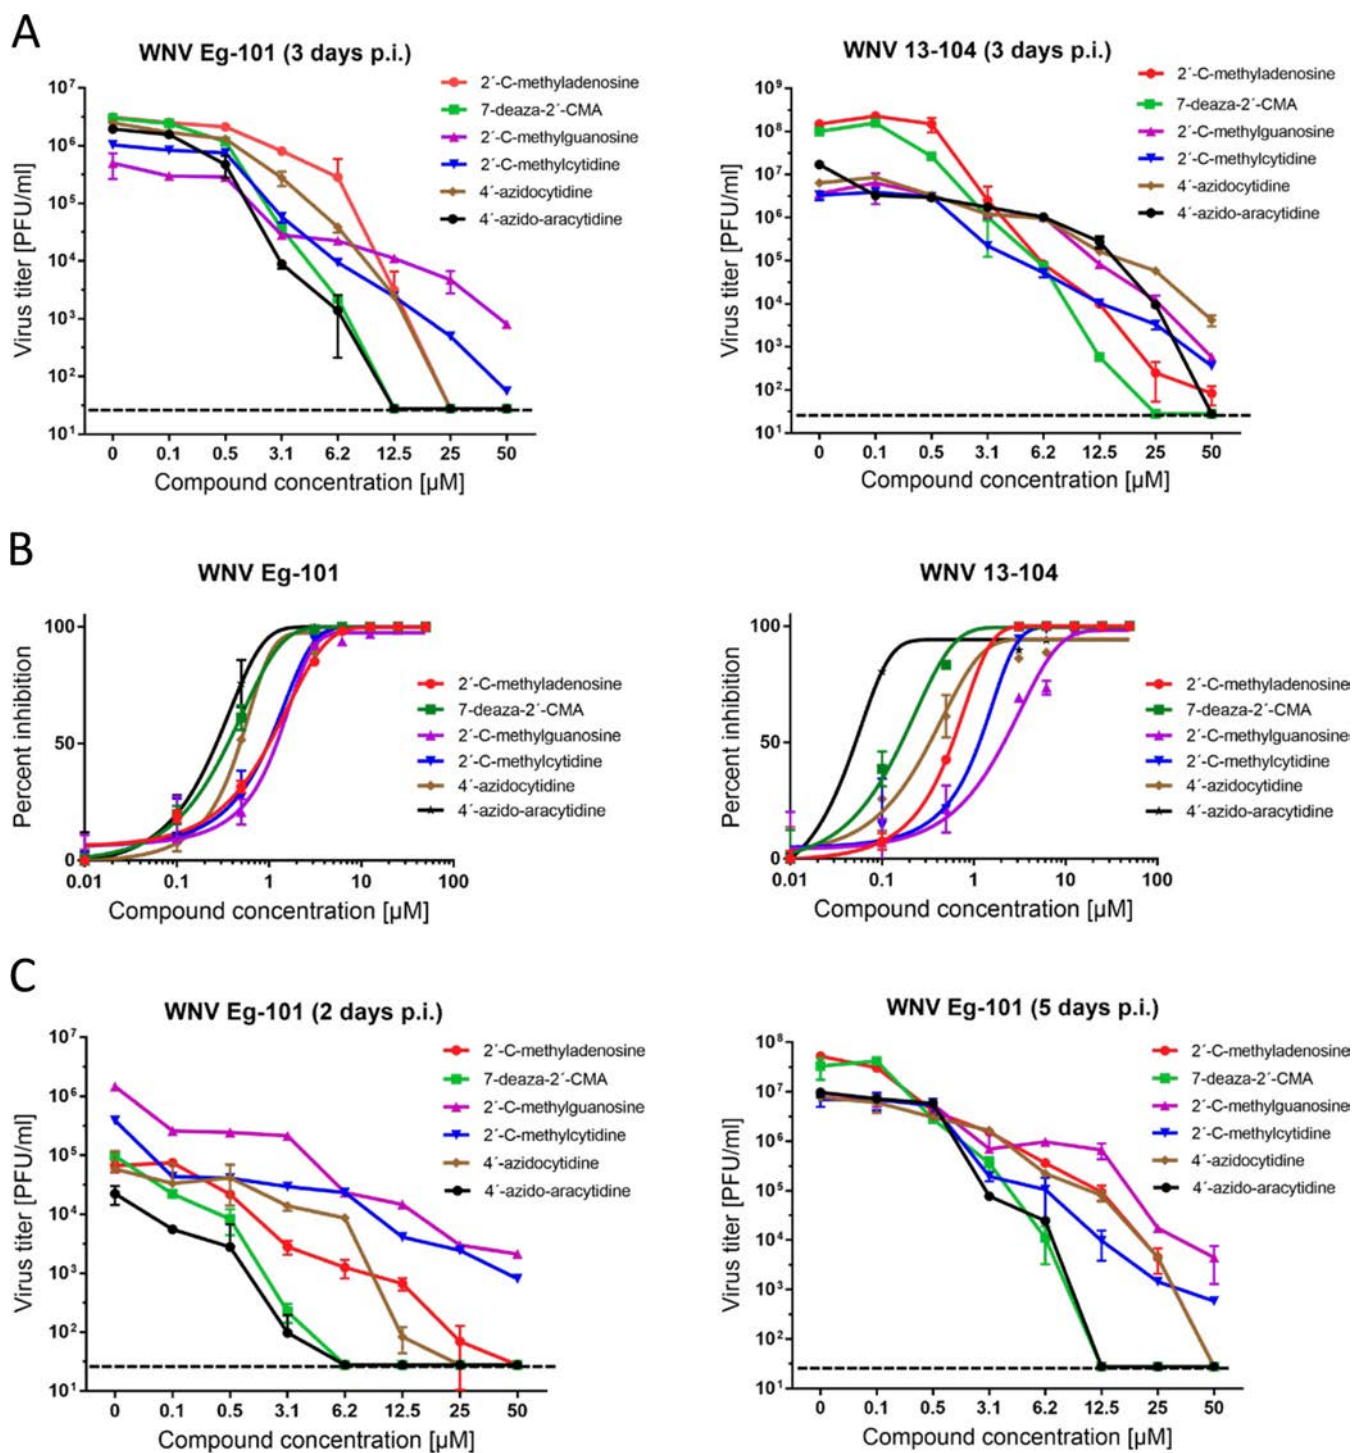 A
WNV Eg-101 (3 days p.i.)
Virus titer [PFU/ml]
10⁷
10⁶
10⁵
10⁴
10³
10²
10¹
0 0.1 0.5 3.1 6.2 12.5 25 50
Compound concentration [µM]
2´-C-methyladenosine
7-deaza-2´-CMA
2´-C-methylguanosine
2´-C-methylcytidine
4´-azidocytidine
4´-azido-aracytidine
WNV 13-104 (3 days p.i.)
Virus titer [PFU/ml]
10⁹
10⁸
10⁷
10⁶
10⁵
10⁴
10³
10²
10¹
0 0.1 0.5 3.1 6.2 12.5 25 50
Compound concentration [µM]
2´-C-methyladenosine
7-deaza-2´-CMA
2´-C-methylguanosine
2´-C-methylcytidine
4´-azidocytidine
4´-azido-aracytidine
B
WNV Eg-101
Percent inhibition
100
50
0
0.01 0.1 1 10 100
Compound concentration [µM]
2´-C-methyladenosine
7-deaza-2´-CMA
2´-C-methylguanosine
2´-C-methylcytidine
4´-azidocytidine
4´-azido-aracytidine
WNV 13-104
Percent inhibition
100
50
0
0.01 0.1 1 10 100
Compound concentration [µM]
2´-C-methyladenosine
7-deaza-2´-CMA
2´-C-methylguanosine
2´-C-methylcytidine
4´-azidocytidine
4´-azido-aracytidine
C
WNV Eg-101 (2 days p.i.)
Virus titer [PFU/ml]
10⁷
10⁶
10⁵
10⁴
10³
10²
10¹
0 0.1 0.5 3.1 6.2 12.5 25 50
Compound concentration [µM]
2´-C-methyladenosine
7-deaza-2´-CMA
2´-C-methylguanosine
2´-C-methylcytidine
4´-azidocytidine
4´-azido-aracytidine
WNV Eg-101 (5 days p.i.)
Virus titer [PFU/ml]
10⁸
10⁷
10⁶
10⁵
10⁴
10³
10²
10¹
0 0.1 0.5 3.1 6.2 12.5 25 50
Compound concentration [µM]
2´-C-methyladenosine
7-deaza-2´-CMA
2´-C-methylguanosine
2´-C-methylcytidine
4´-azidocytidine
4´-azido-aracytidine